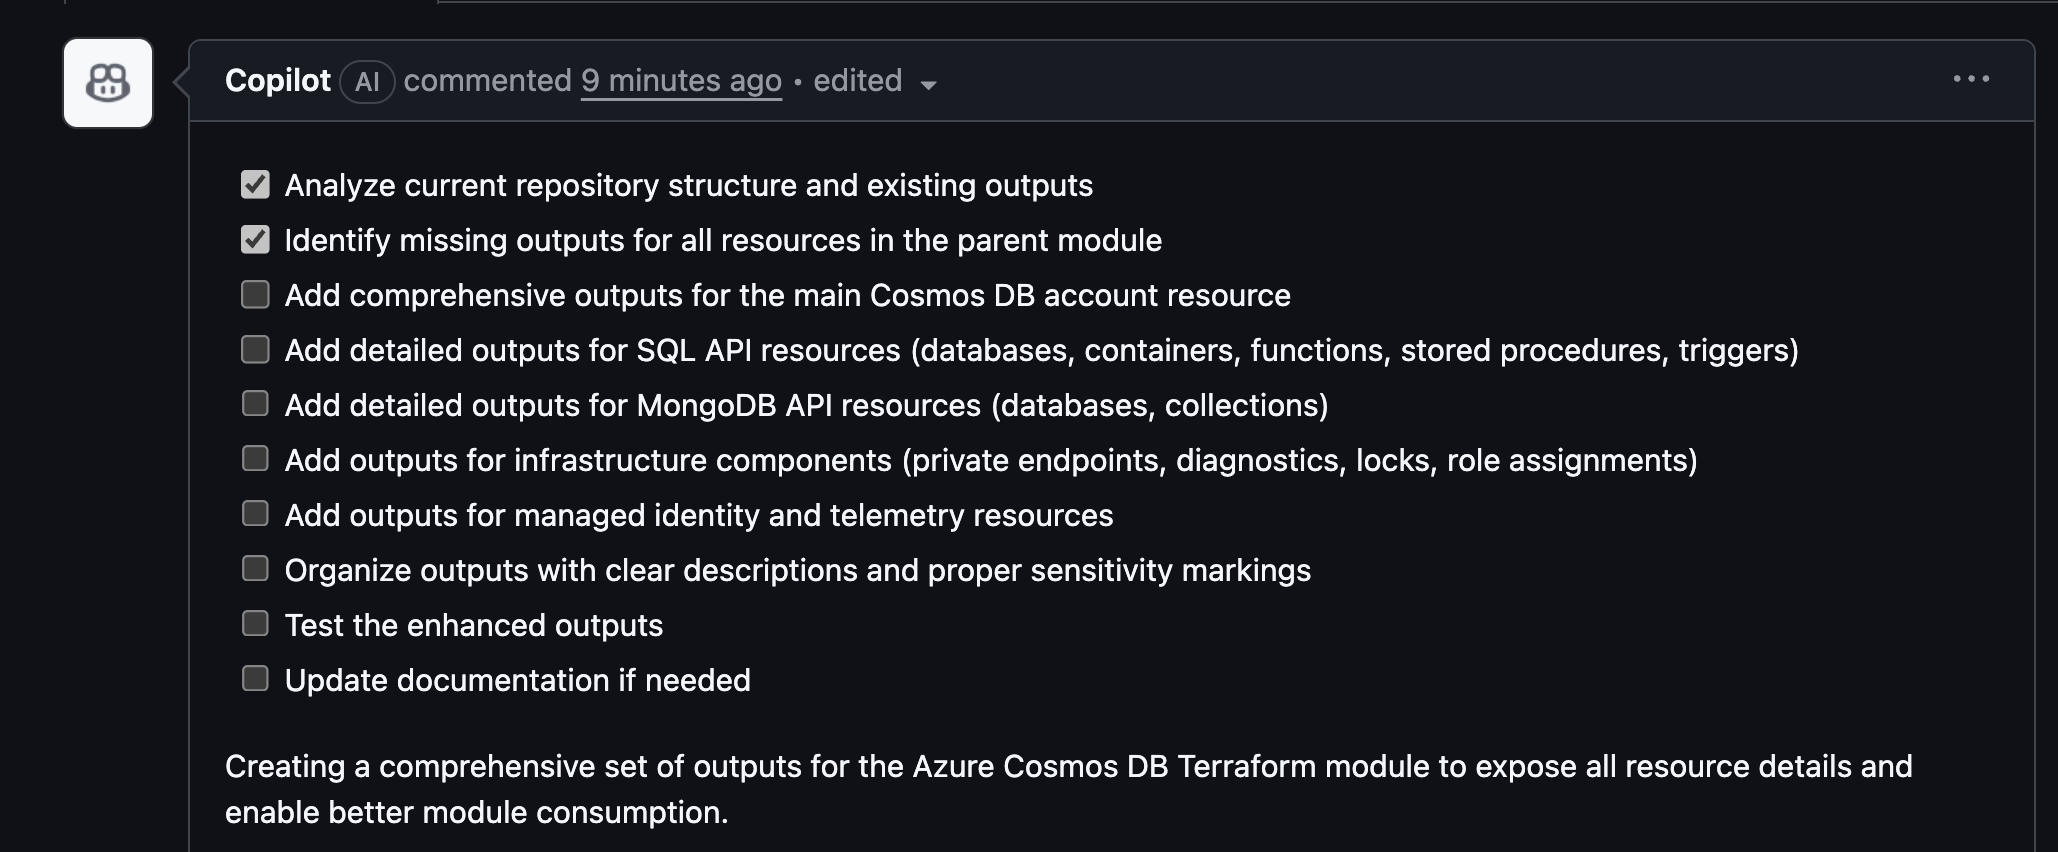 Copilot AI commented 9 minutes ago • edited
Analyze current repository structure and existing outputs
Identify missing outputs for all resources in the parent module
Add comprehensive outputs for the main Cosmos DB account resource
Add detailed outputs for SQL API resources (databases, containers, functions, stored procedures, triggers)
Add detailed outputs for MongoDB API resources (databases, collections)
Add outputs for infrastructure components (private endpoints, diagnostics, locks, role assignments)
Add outputs for managed identity and telemetry resources
Organize outputs with clear descriptions and proper sensitivity markings
Test the enhanced outputs
Update documentation if needed
Creating a comprehensive set of outputs for the Azure Cosmos DB Terraform module to expose all resource details and
enable better module consumption.